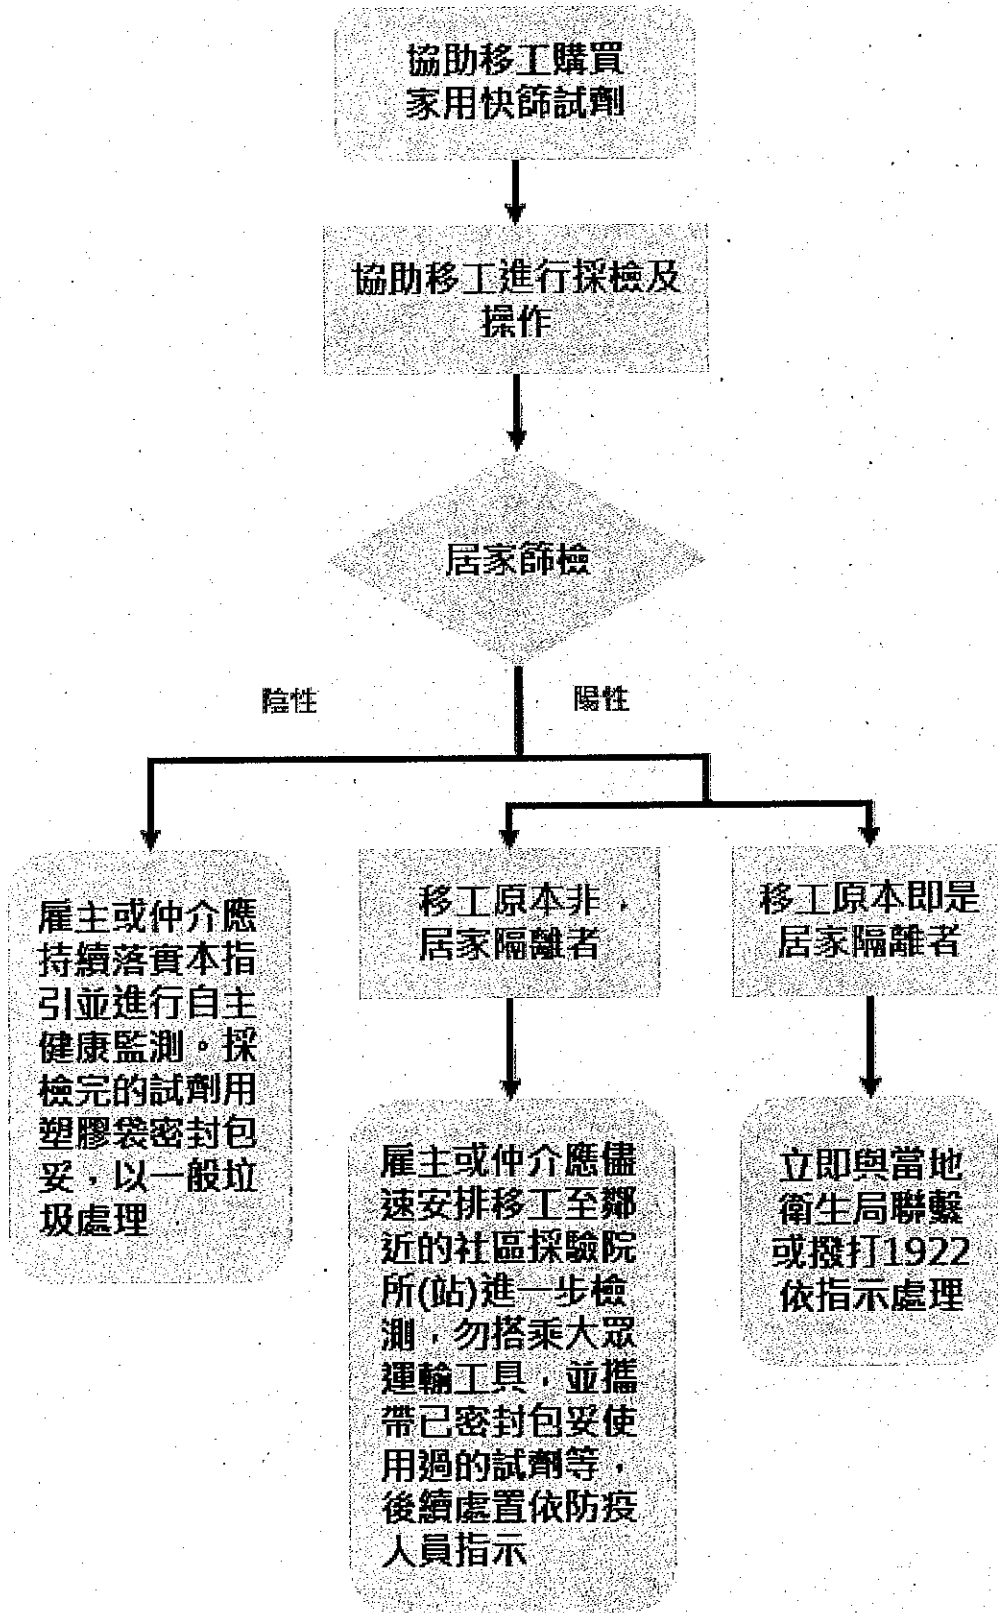 協助移工購買
家用快篩試劑
協助移工進行採檢及
操作
居家篩檢
陰性
陽性
雇主或仲介應
持續落實本指
引並進行自主
健康監測。採
檢完的試劑用
塑膠袋密封包
妥，以一般垃
圾處理
移工原本非
居家隔離者
移工原本即是
居家隔離者
雇主或仲介應儘
速安排移工至鄰
近的社區採驗院
所(站)進一步檢
測，勿搭乘大眾
運輸工具，並攜
帶已密封包妥使
用過的試劑等，
後續處置依防疫
人員指示
立即與當地
衛生局聯繫
或撥打1922
依指示處理